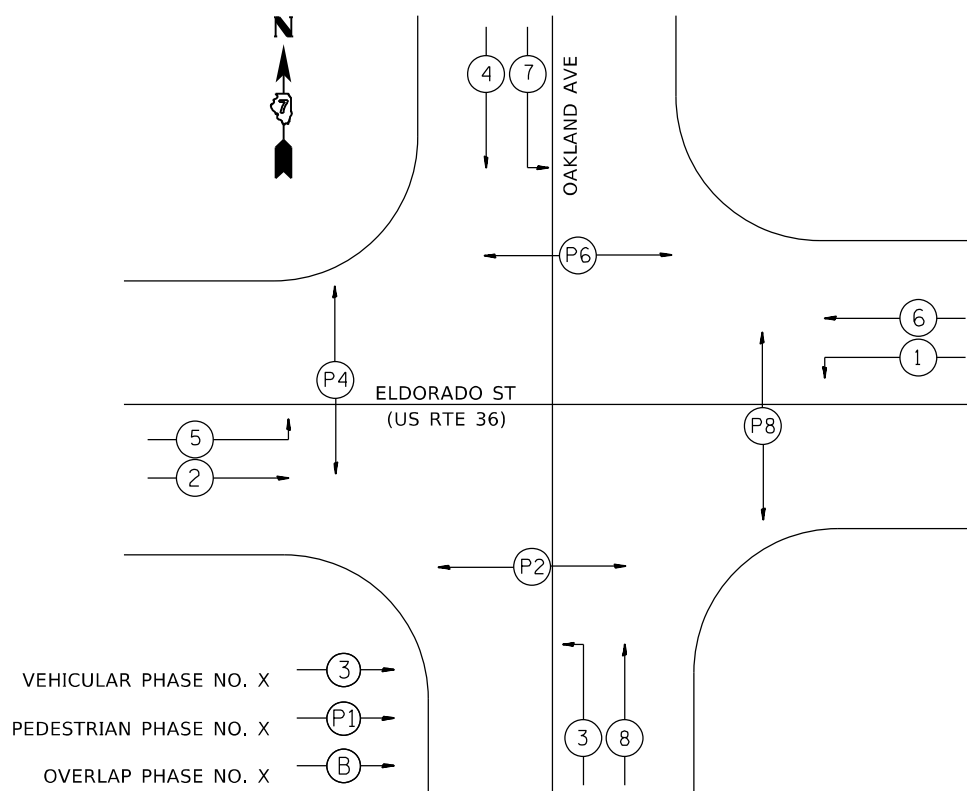 N
7
4
7
OAKLAND AVE
P6
6
1
P4
ELDORADO ST
(US RTE 36)
P8
5
2
P2
3
8
VEHICULAR PHASE NO. X
3
PEDESTRIAN PHASE NO. X
P1
OVERLAP PHASE NO. X
B